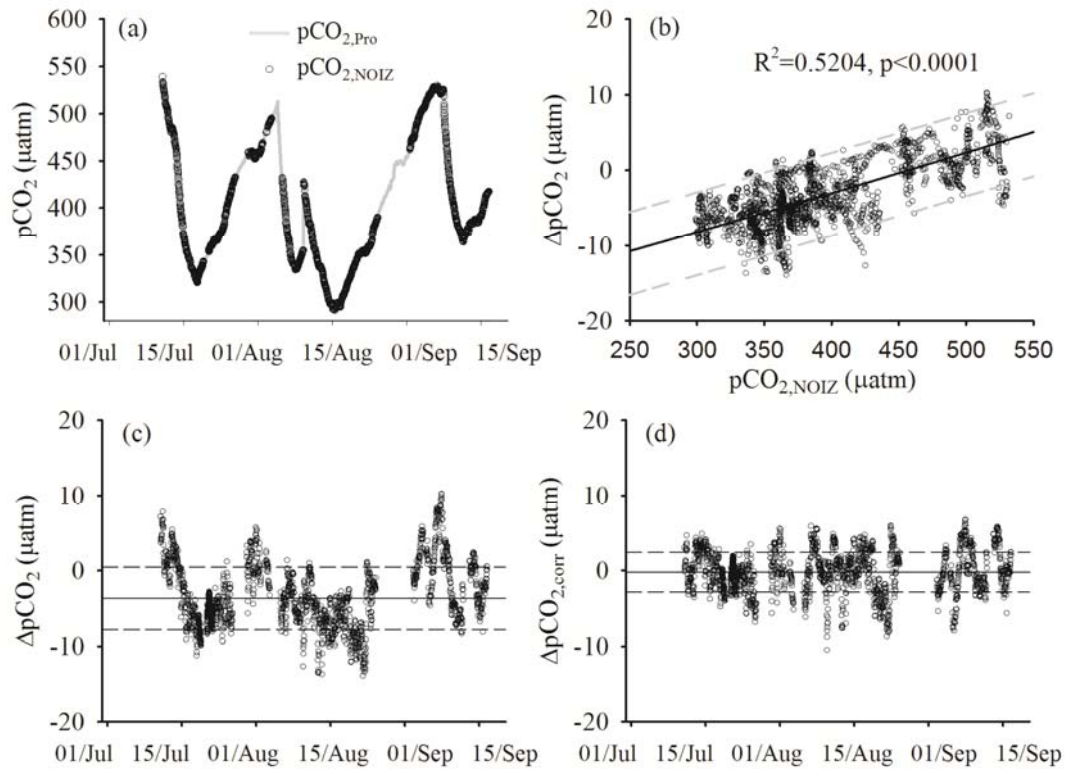 (a)
pCO2,Pro
pCO2,NOIZ
pCO2 (µatm)
600
550
500
450
400
350
300
01/Jul 15/Jul 01/Aug 15/Aug 01/Sep 15/Sep
(b)
R2=0.5204, p<0.0001
ΔpCO2 (µatm)
20
10
0
-10
-20
250 300 350 400 450 500 550
pCO2,NOIZ (µatm)
(c)
ΔpCO2 (µatm)
20
10
0
-10
-20
01/Jul 15/Jul 01/Aug 15/Aug 01/Sep 15/Sep
(d)
ΔpCO2,corr (µatm)
20
10
0
-10
-20
01/Jul 15/Jul 01/Aug 15/Aug 01/Sep 15/Sep